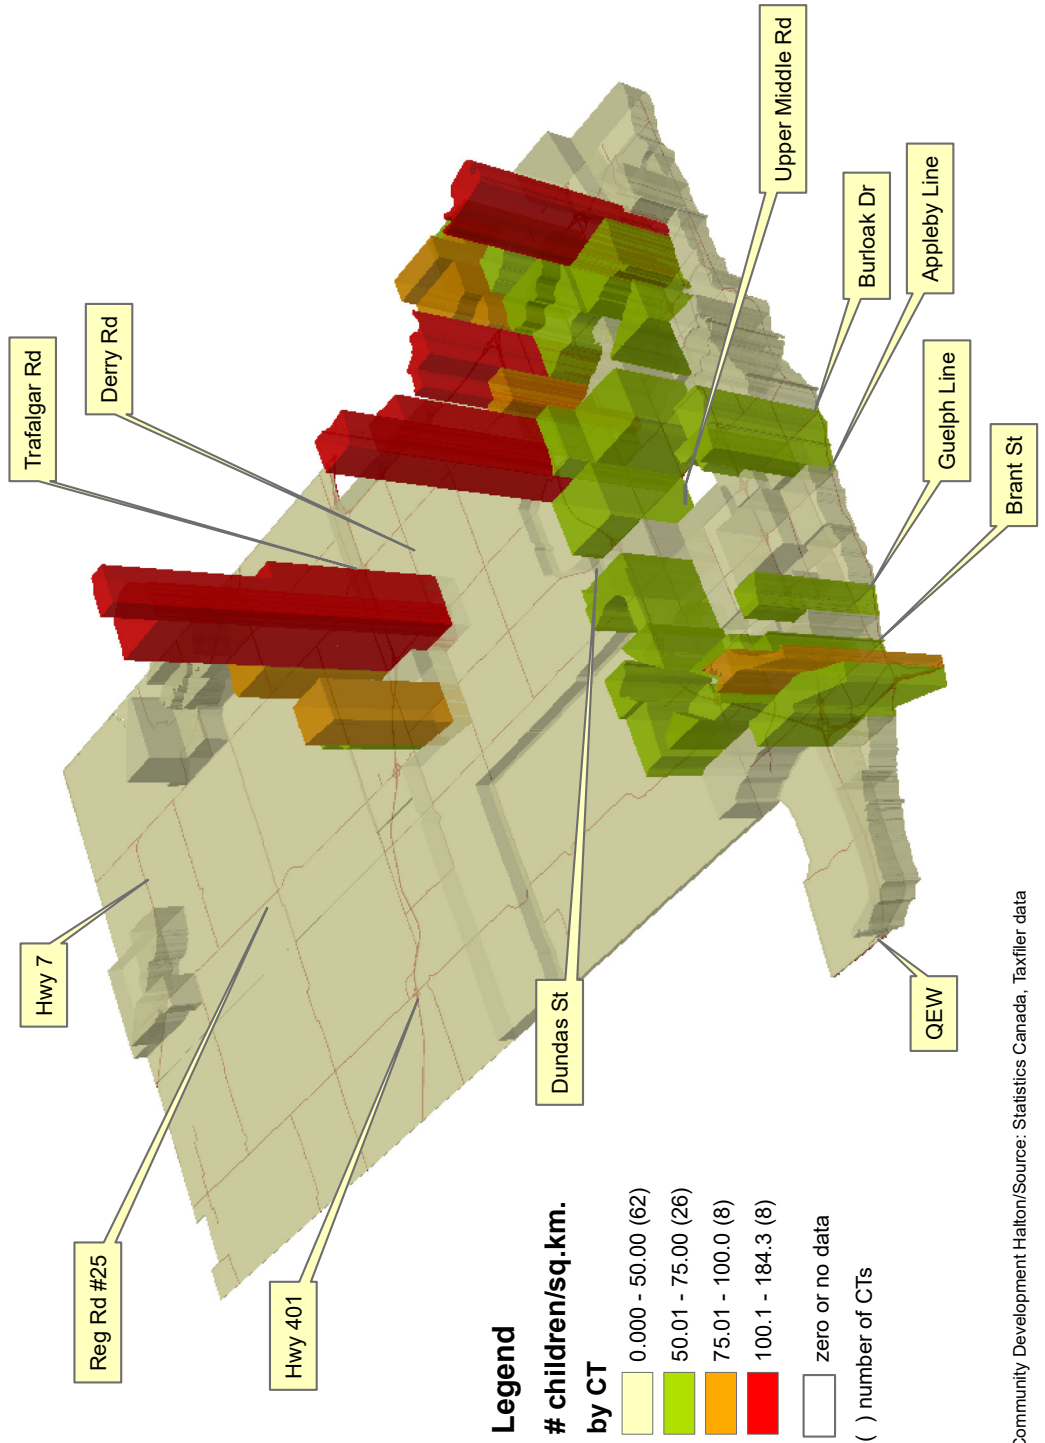 Hwy 7
Trafalgar Rd
Derry Rd
Reg Rd #25
Hwy 401
Dundas St
Upper Middle Rd
Burloak Dr
Appleby Line
Guelph Line
Brant St
QEW
Legend
# children/sq.km.
by CT
0.000 - 50.00 (62)
50.01 - 75.00 (26)
75.01 - 100.0 (8)
100.1 - 184.3 (8)
zero or no data
( ) number of CTs
Community Development Halton/Source: Statistics Canada, Taxfiler data